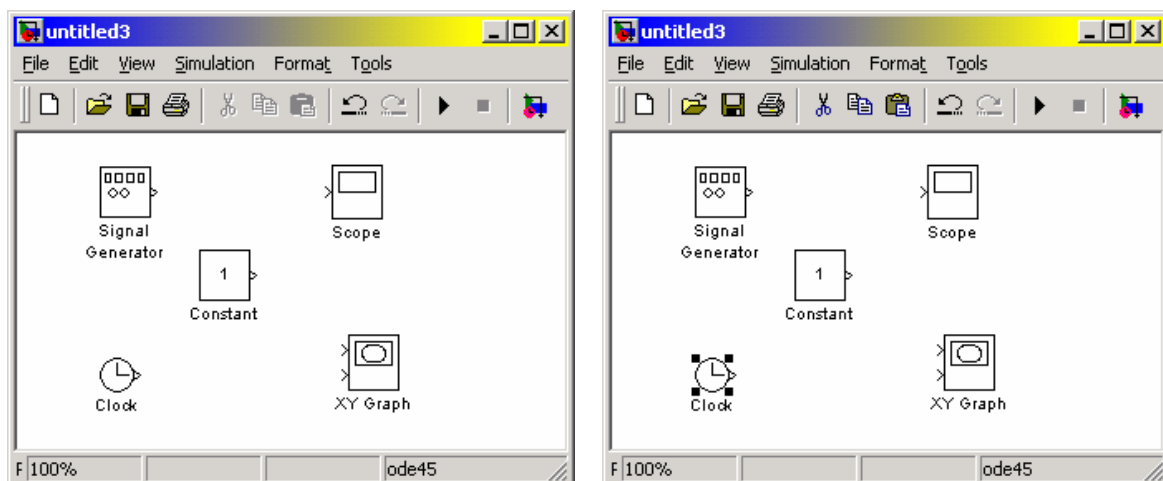 untitled3
File Edit View Simulation Format Tools
Signal
Generator
Scope
1
Constant
Clock
XY Graph
F 100% ode45
untitled3
File Edit View Simulation Format Tools
Signal
Generator
Scope
1
Constant
Clock
XY Graph
F 100% ode45